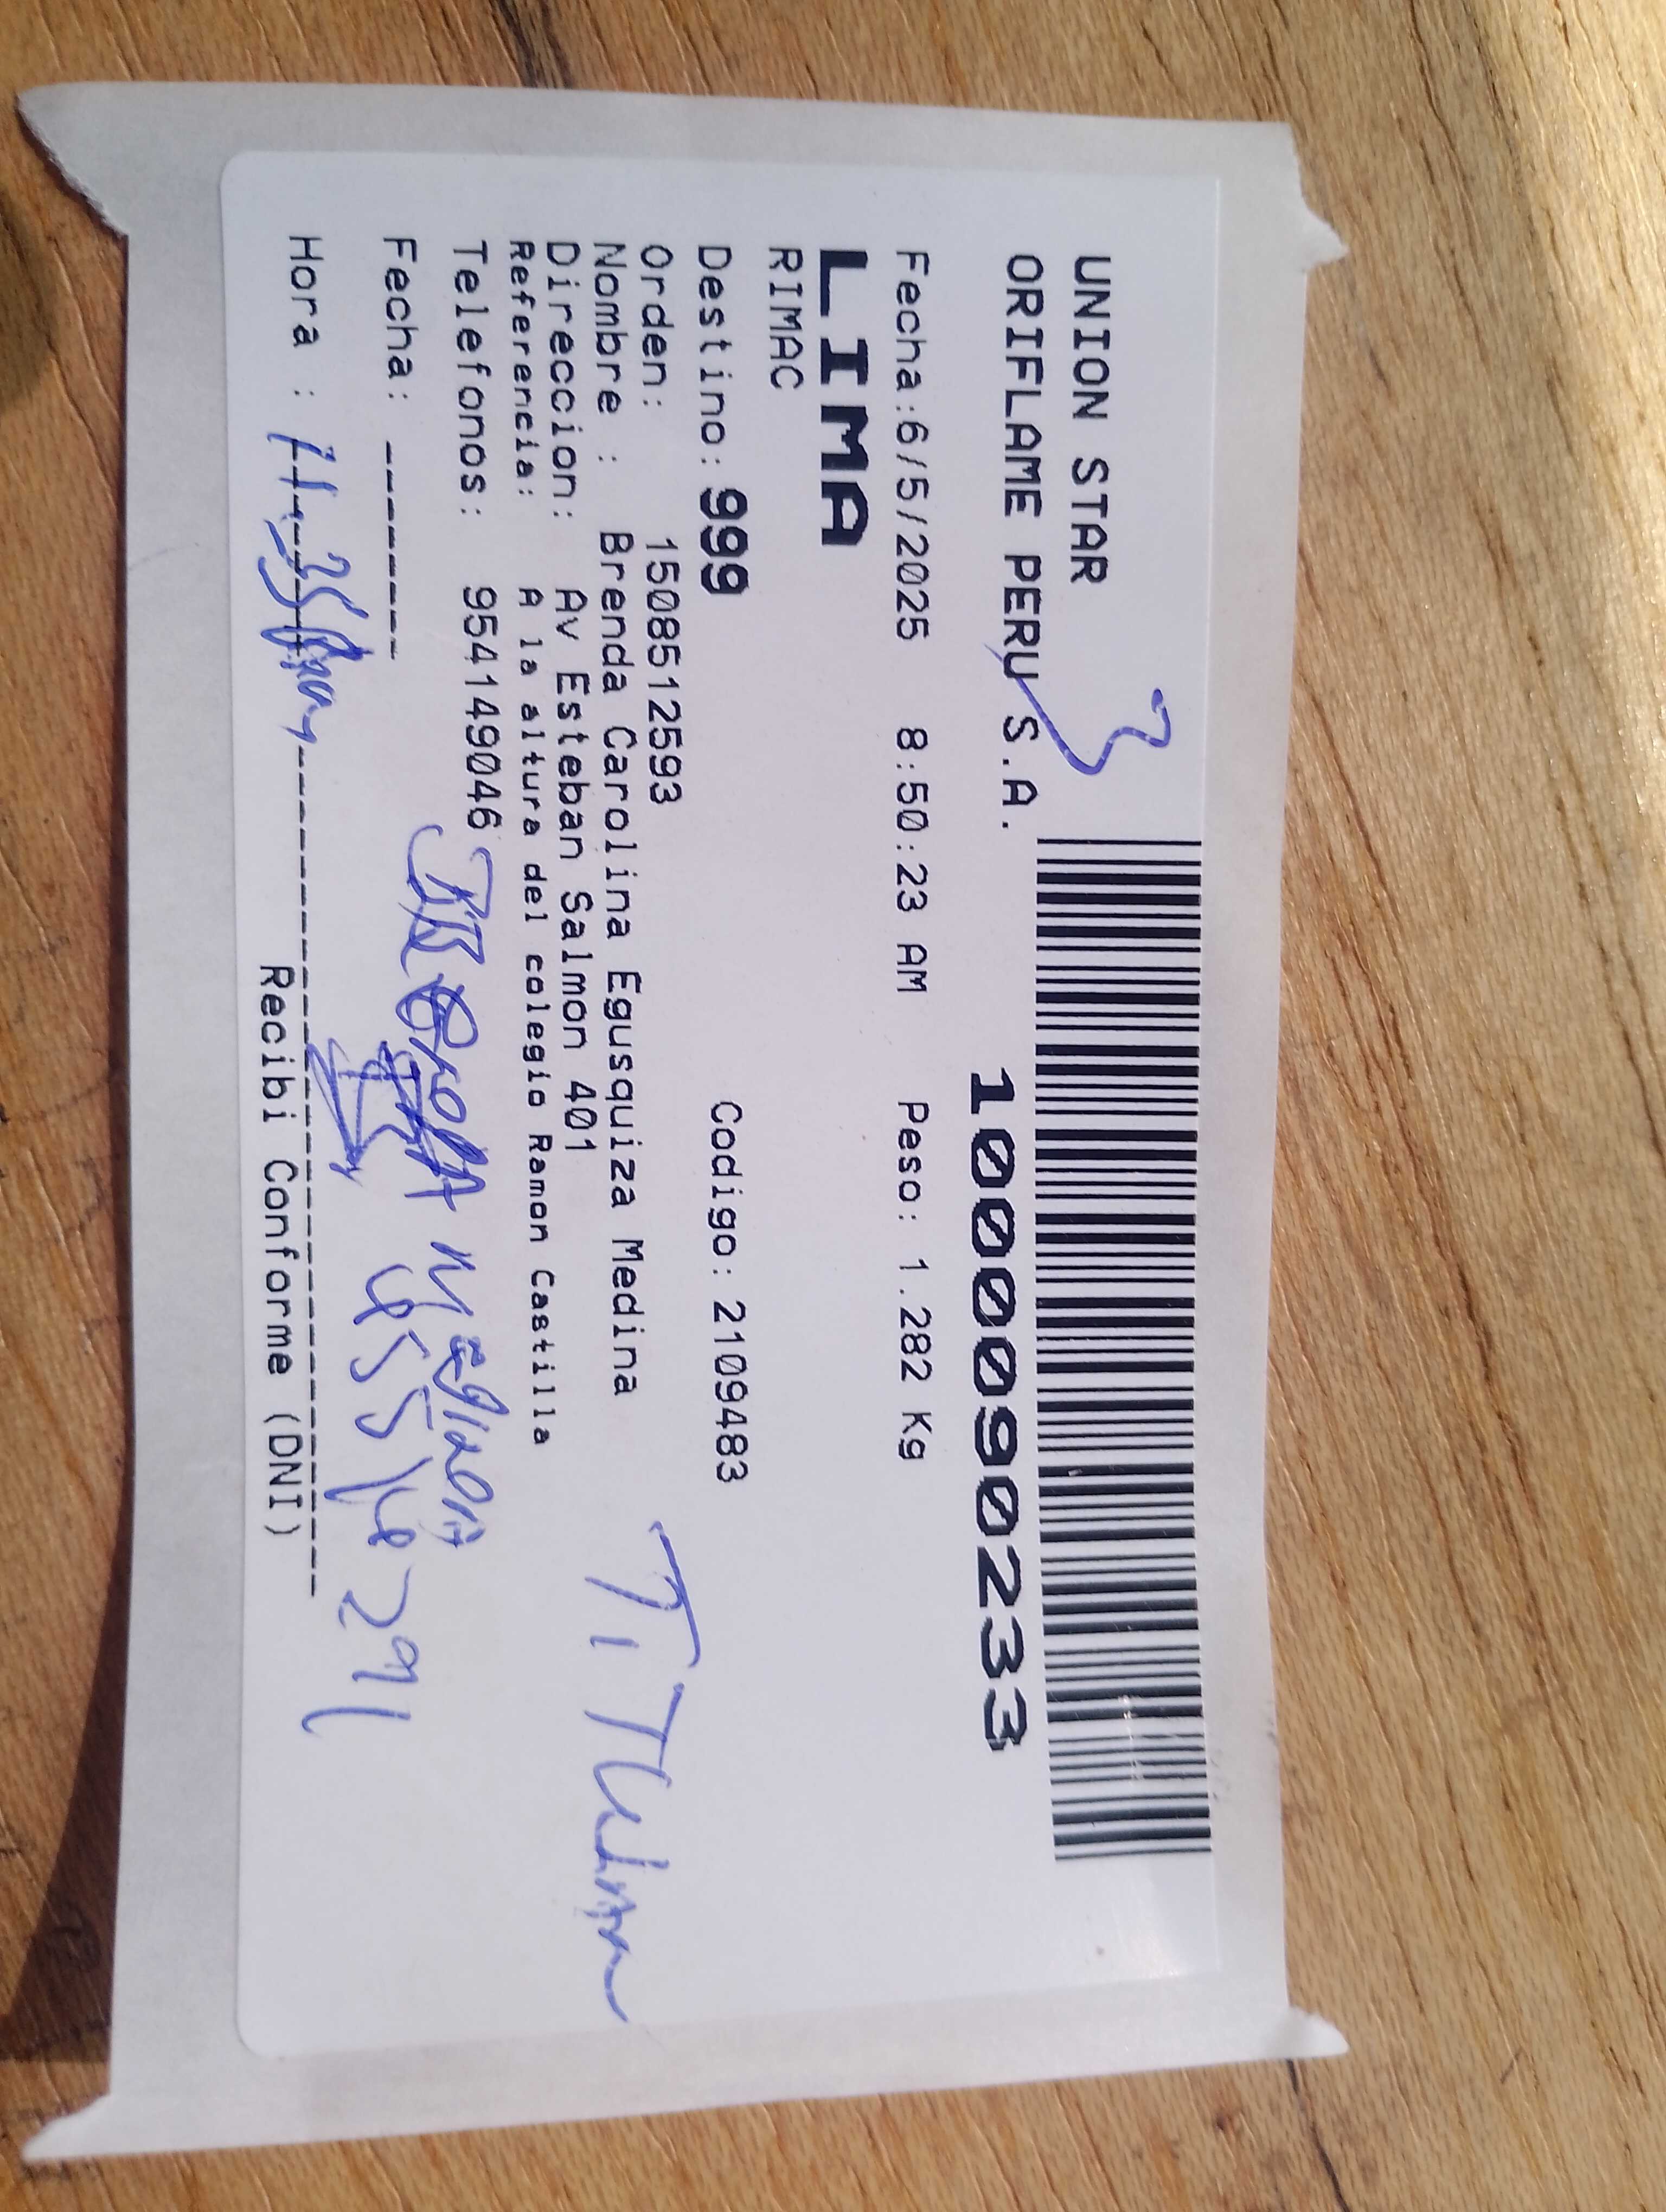 UNION STAR
ORIFLAME PERU S.A.
1000090233
Fecha:6/5/2025 8:50:23 AM Peso: 1.282 Kg
LIMA
RIMAC
Destino: 999 Codigo: 2109483
Orden: 1508512593
Nombre : Brenda Carolina Egusquiza Medina
Direccion: Av Esteban Salmon 401
Referencia: A la altura del colegio Ramon Castilla
Telefonos: 954149046
TiTulAr
Fecha: --------
Hora :
Recibi Conforme (DNI)